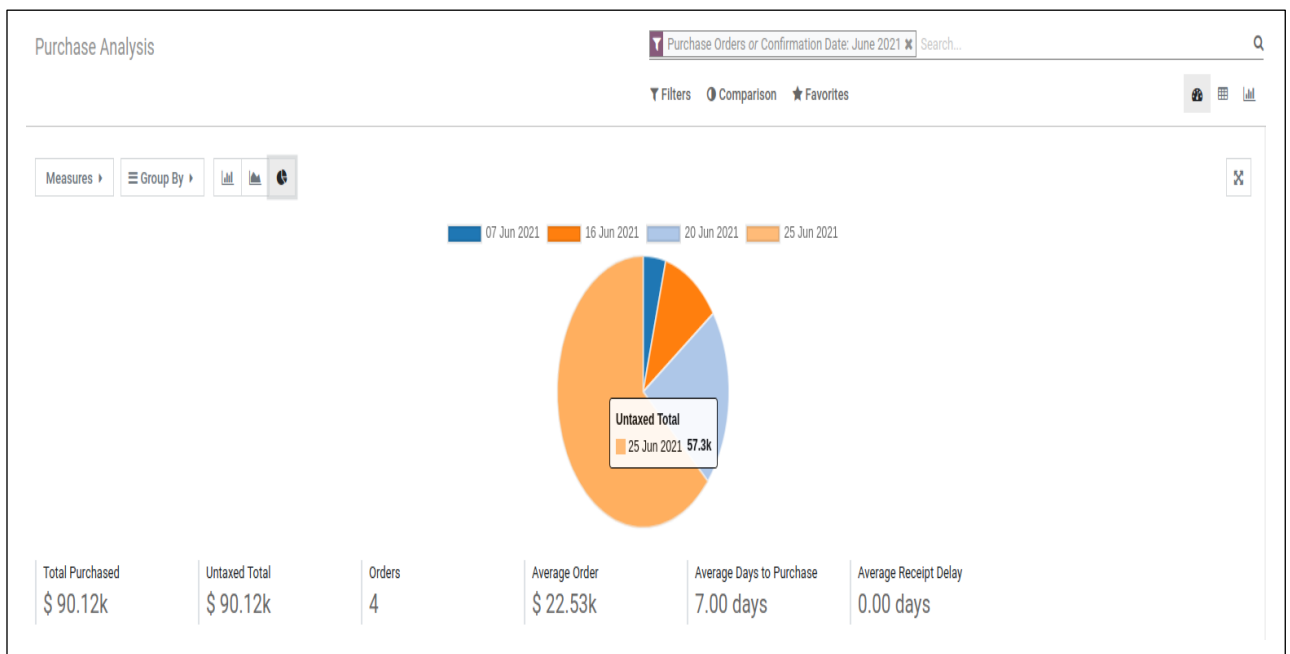 Purchase Analysis
Purchase Orders or Confirmation Date: June 2021 ✖ Search...
Filters Comparison Favorites
Measures Group By
07 Jun 2021 16 Jun 2021 20 Jun 2021 25 Jun 2021
Untaxed Total
25 Jun 2021 57.3k
Total Purchased Untaxed Total Orders Average Order Average Days to Purchase Average Receipt Delay
$ 90.12k $ 90.12k 4 $ 22.53k 7.00 days 0.00 days